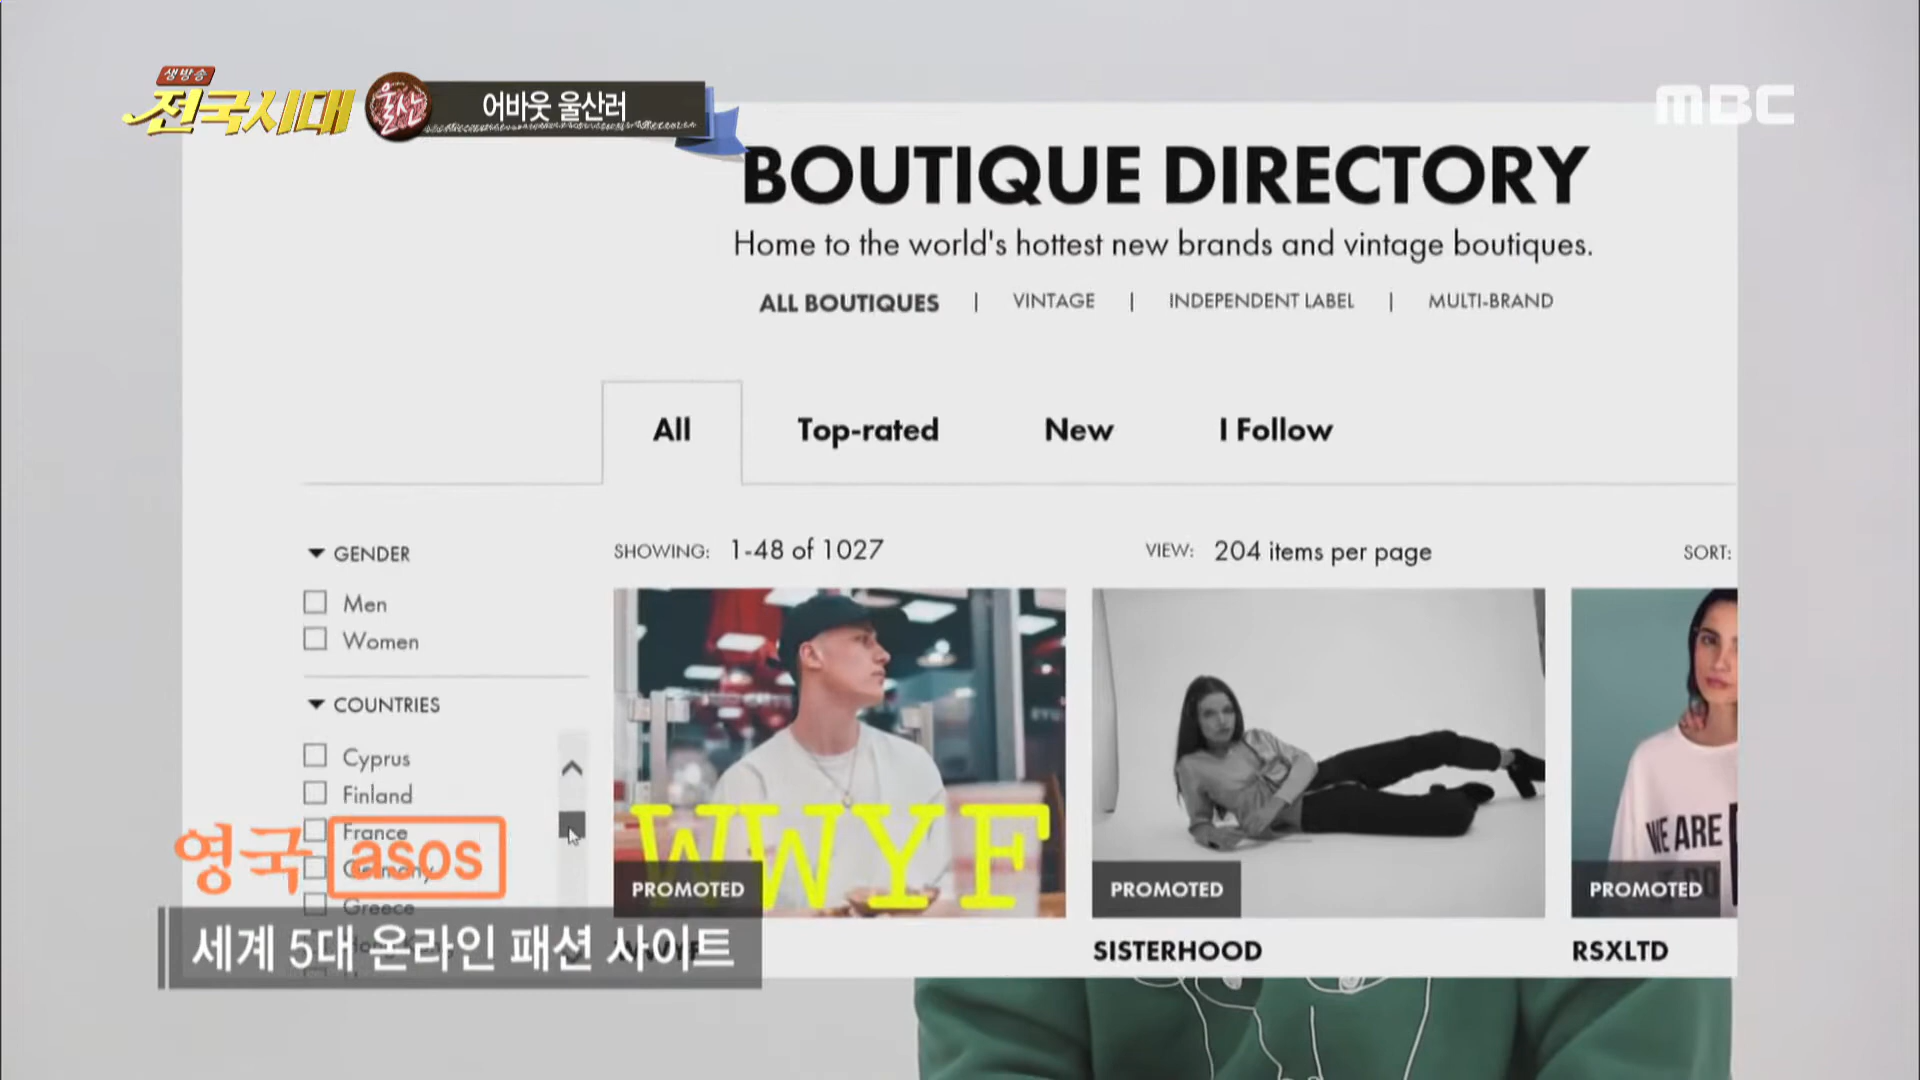 생방송
전국시대
울산
어바웃 울산러
MBC
BOUTIQUE DIRECTORY
Home to the world's hottest new brands and vintage boutiques.
ALL BOUTIQUES | VINTAGE | INDEPENDENT LABEL | MULTI-BRAND
All Top-rated New I Follow
SHOWING: 1-48 of 1027 VIEW: 204 items per page SORT:
GENDER
Men
Women
COUNTRIES
Cyprus
Finland
France
Germany
Greece
WWYF
WE ARE
PROMOTED PROMOTED PROMOTED
SISTERHOOD RSXLTD
영국 asos
세계 5대 온라인 패션 사이트